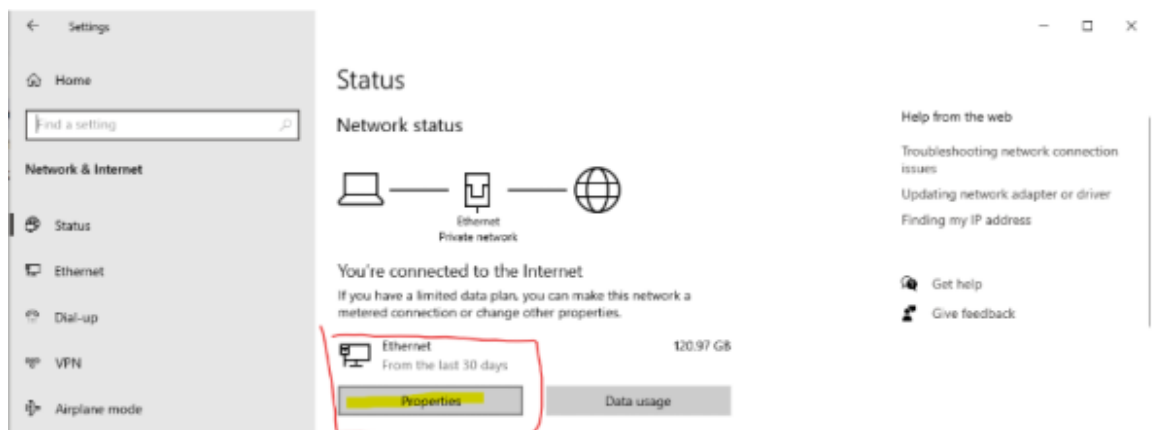 Settings
Home
Find a setting
Network & Internet
Status
Ethernet
Dial-up
VPN
Airplane mode
Status
Network status
Ethernet
Private network
You're connected to the Internet
If you have a limited data plan, you can make this network a
metered connection or change other properties.
Ethernet
From the last 30 days
120.97 GB
Properties
Data usage
Help from the web
Troubleshooting network connection
issues
Updating network adapter or driver
Finding my IP address
Get help
Give feedback